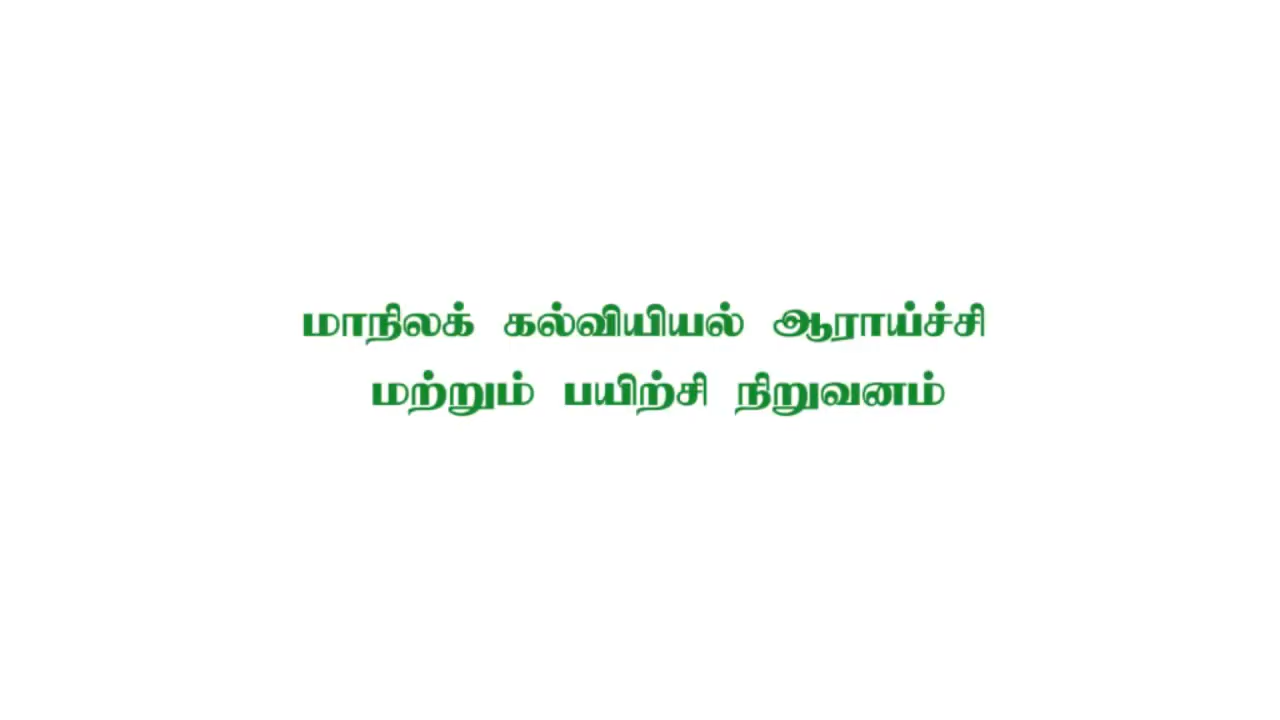 மாநிலக் கல்வியியல் ஆராய்ச்சி
மற்றும் பயிற்சி நிறுவனம்